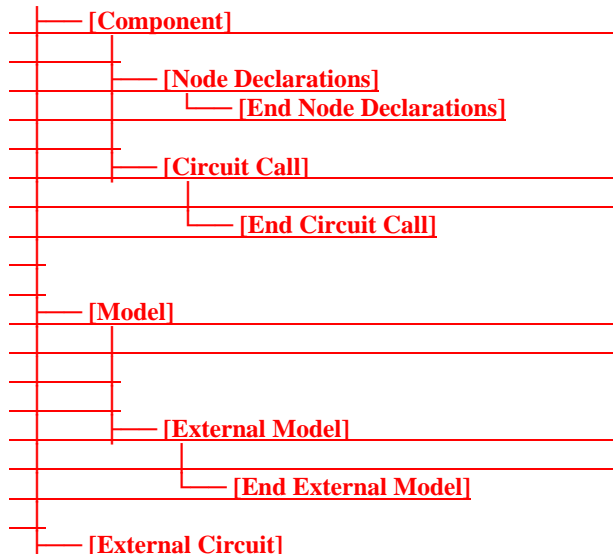 [Component]
[Node Declarations]
[End Node Declarations]
[Circuit Call]
[End Circuit Call]
[Model]
[External Model]
[End External Model]
[External Circuit]